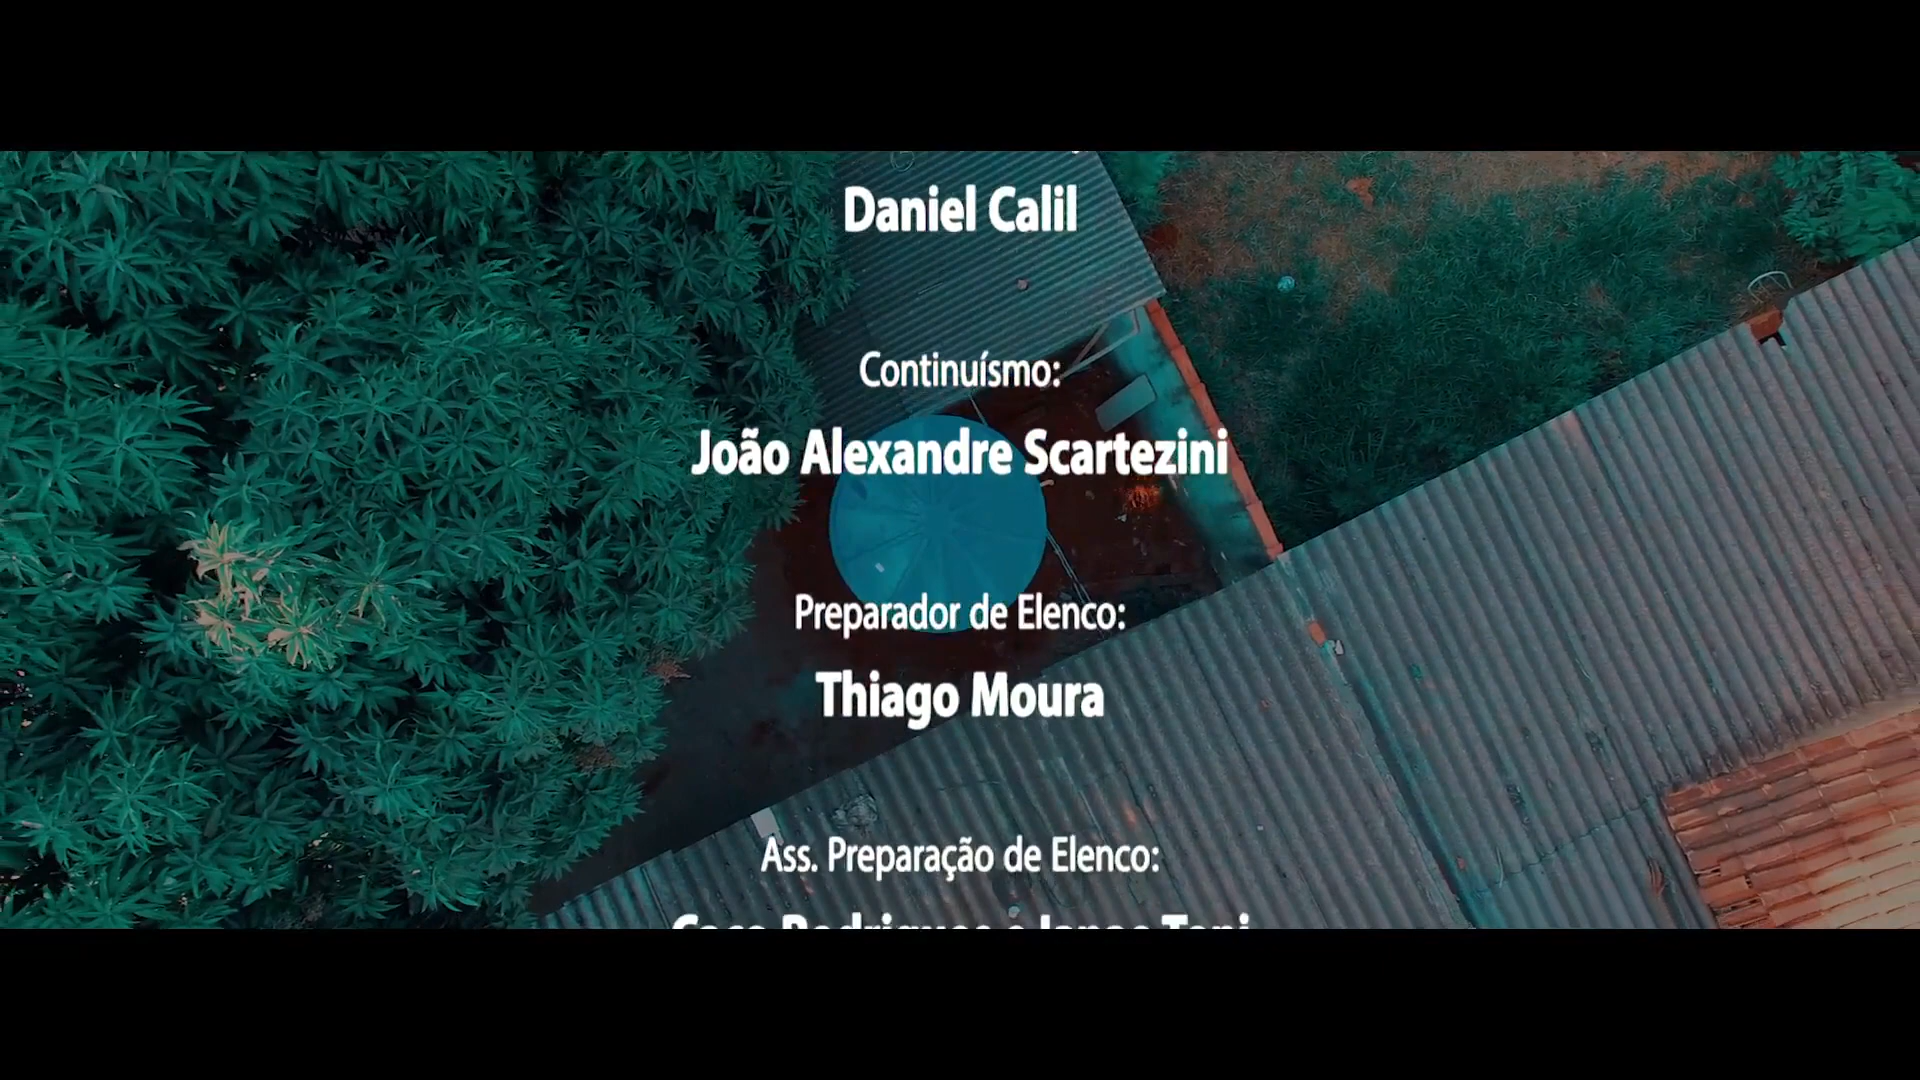 Daniel Calil
Continuísmo:
João Alexandre Scartezini
Preparador de Elenco:
Thiago Moura
Ass. Preparação de Elenco: